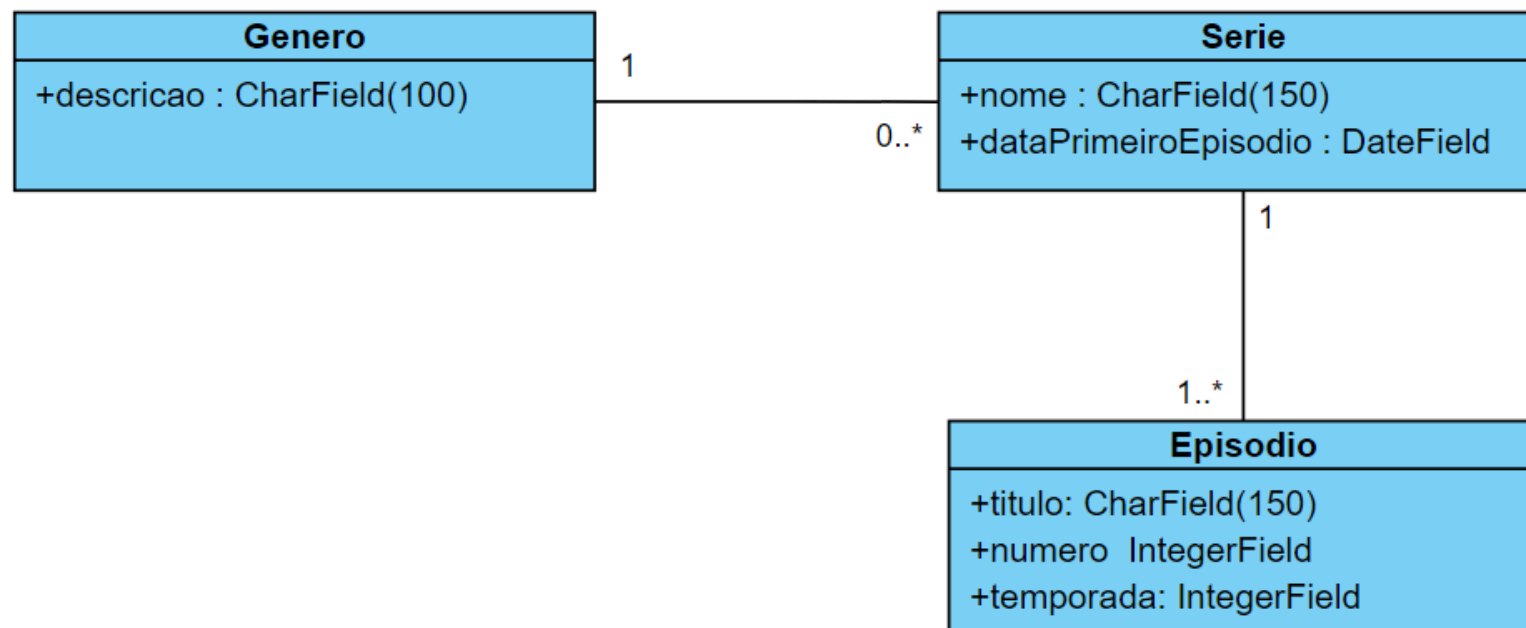 Genero
+descricao : CharField(100)
1
0..*
Serie
+nome : CharField(150)
+dataPrimeiroEpisodio : DateField
1
1..*
Episodio
+titulo: CharField(150)
+numero IntegerField
+temporada: IntegerField